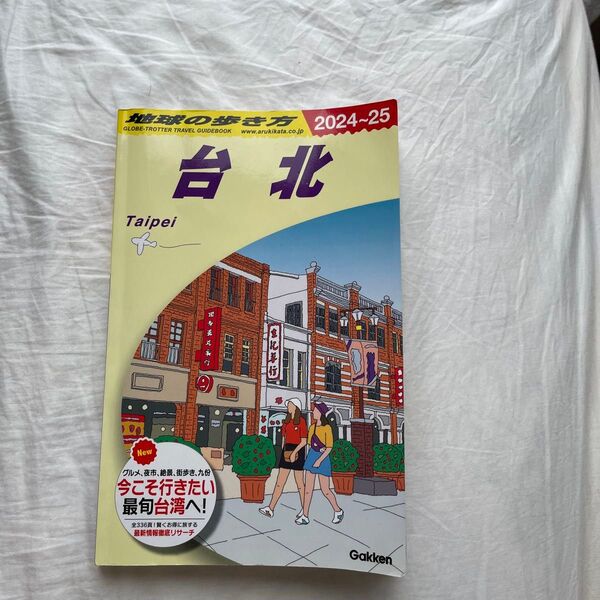 地球の歩き方
2024~25
GLOBE-TROTTER TRAVEL GUIDEBOOK
www.arukikata.co.jp
台北
Taipei
New
グルメ、夜市、絶景、街歩き、九份
今こそ行きたい
最旬台湾へ!
全336頁!賢くお得に旅する
最新情報徹底リサーチ
Gakken